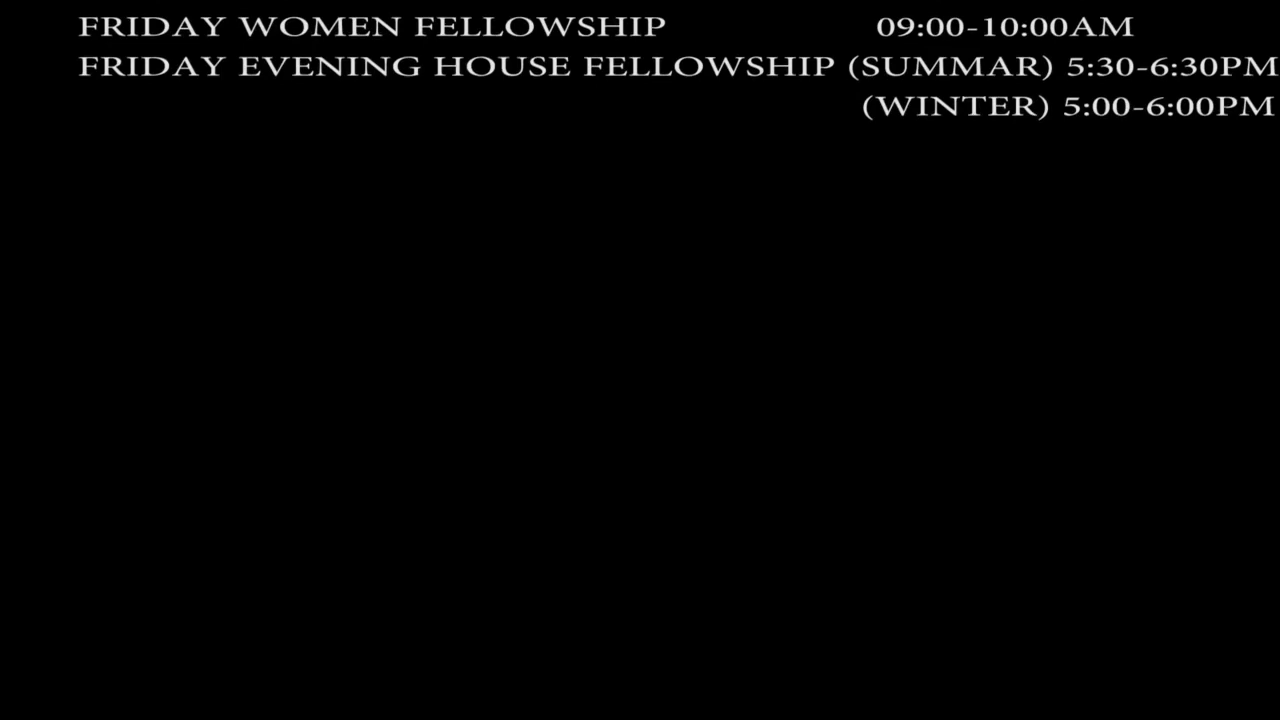 FRIDAY WOMEN FELLOWSHIP 09:00-10:00AM
FRIDAY EVENING HOUSE FELLOWSHIP (SUMMAR) 5:30-6:30PM
(WINTER) 5:00-6:00PM